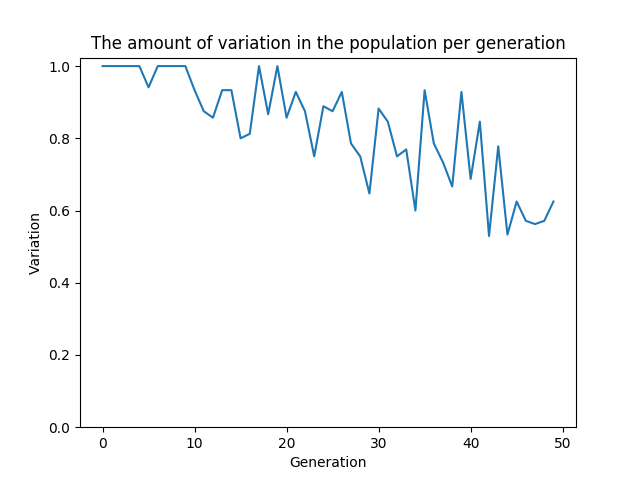 The amount of variation in the population per generation
1.0
0.8
0.6
0.4
0.2
0.0
Variation
0 10 20 30 40 50
Generation